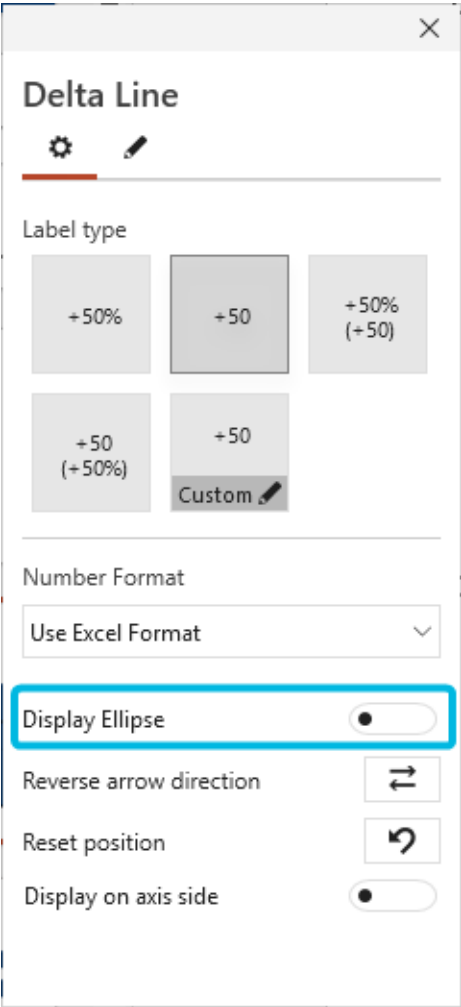 Delta Line
Label type
+50%
+50
+50%
(+50)
+50
(+50%)
+50
Custom
Number Format
Use Excel Format
Display Ellipse
Reverse arrow direction
Reset position
Display on axis side